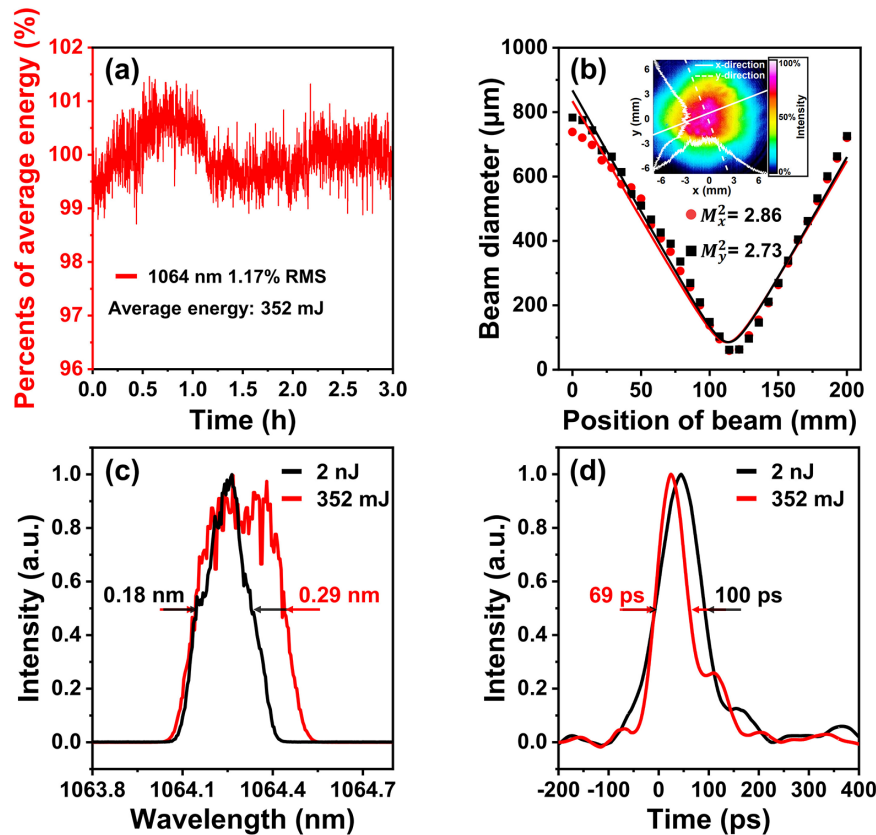 (a)
Percents of average energy (%)
102
101
100
99
98
97
96
1064 nm 1.17% RMS
Average energy: 352 mJ
0.0 0.5 1.0 1.5 2.0 2.5 3.0
Time (h)
(b)
Beam diameter (μm)
1000
800
600
400
200
0
x-direction
y-direction
y (mm)
6
3
0
-3
-6
-6 -3 0 3 6
x (mm)
100%
50%
0%
Intensity
M²x = 2.86
M²y = 2.73
0 50 100 150 200
Position of beam (mm)
(c)
Intensity (a.u.)
1.0
0.8
0.6
0.4
0.2
0.0
2 nJ
352 mJ
0.18 nm
0.29 nm
1063.8 1064.1 1064.4 1064.7
Wavelength (nm)
(d)
Intensity (a.u.)
1.0
0.8
0.6
0.4
0.2
0.0
2 nJ
352 mJ
69 ps
100 ps
-200 -100 0 100 200 300 400
Time (ps)